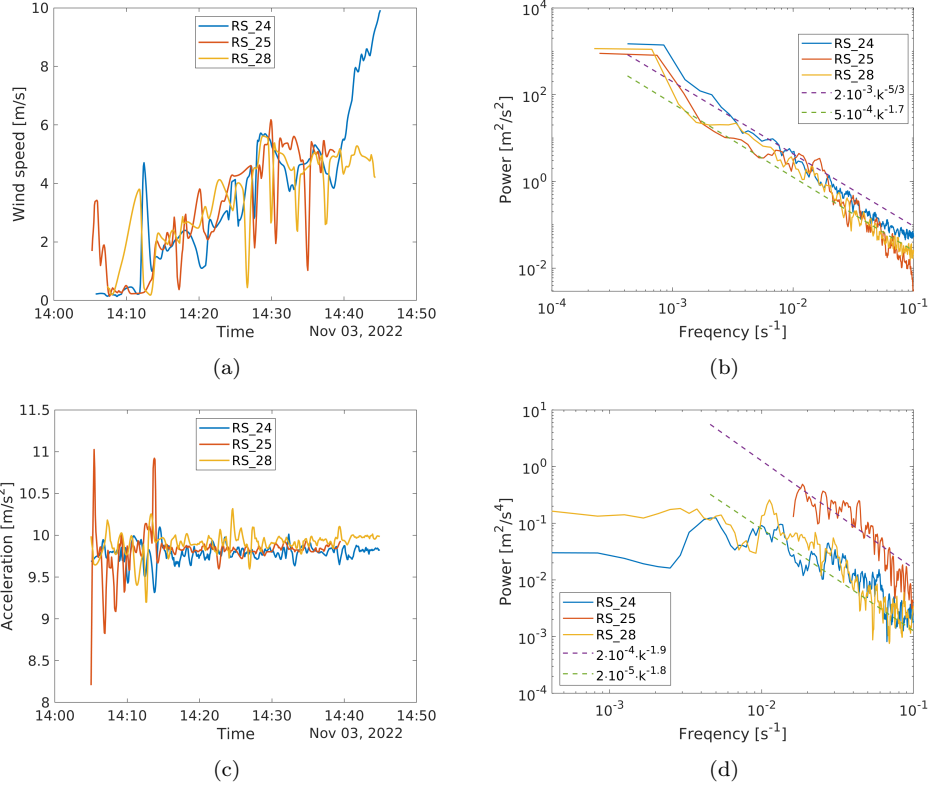 10
8
6
4
2
0
Wind speed [m/s]
RS_24
RS_25
RS_28
14:00 14:10 14:20 14:30 14:40 14:50
Time
Nov 03, 2022
(a)
10^4
10^2
10^0
10^-2
Power [m^2/s^2]
RS_24
RS_25
RS_28
2·10^-3·k^-5/3
5·10^-4·k^-1.7
10^-4 10^-3 10^-2 10^-1
Freqency [s^-1]
(b)
11.5
11
10.5
10
9.5
9
8.5
8
Acceleration [m/s^2]
RS_24
RS_25
RS_28
14:00 14:10 14:20 14:30 14:40 14:50
Time
Nov 03, 2022
(c)
10^1
10^0
10^-1
10^-2
10^-3
10^-4
Power [m^2/s^4]
RS_24
RS_25
RS_28
2·10^-4·k^-1.9
2·10^-5·k^-1.8
10^-3 10^-2 10^-1
Freqency [s^-1]
(d)